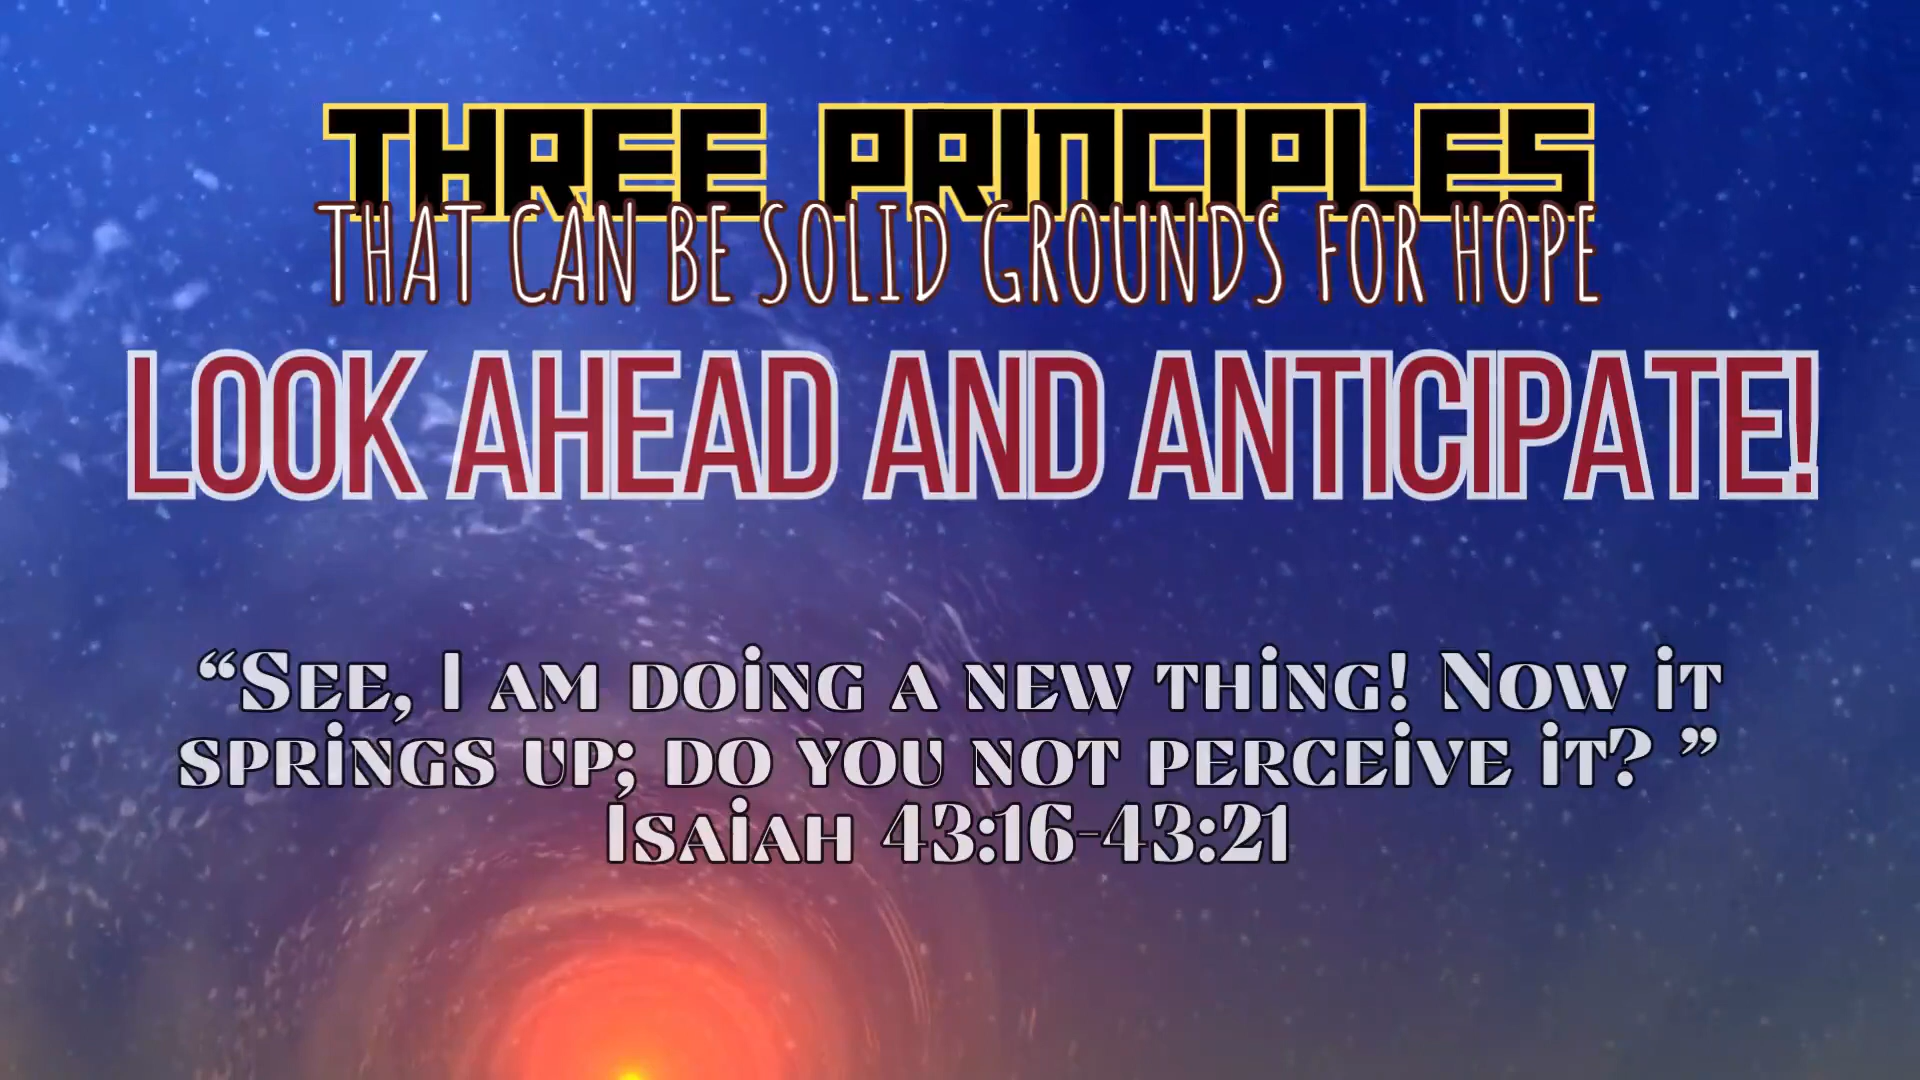 THREE PRINCIPLES
THAT CAN BE SOLID GROUNDS FOR HOPE
LOOK AHEAD AND ANTICIPATE!
“See, I am doing a new thing! Now it
springs up; do you not perceive it? ”
Isaiah 43:16-43:21